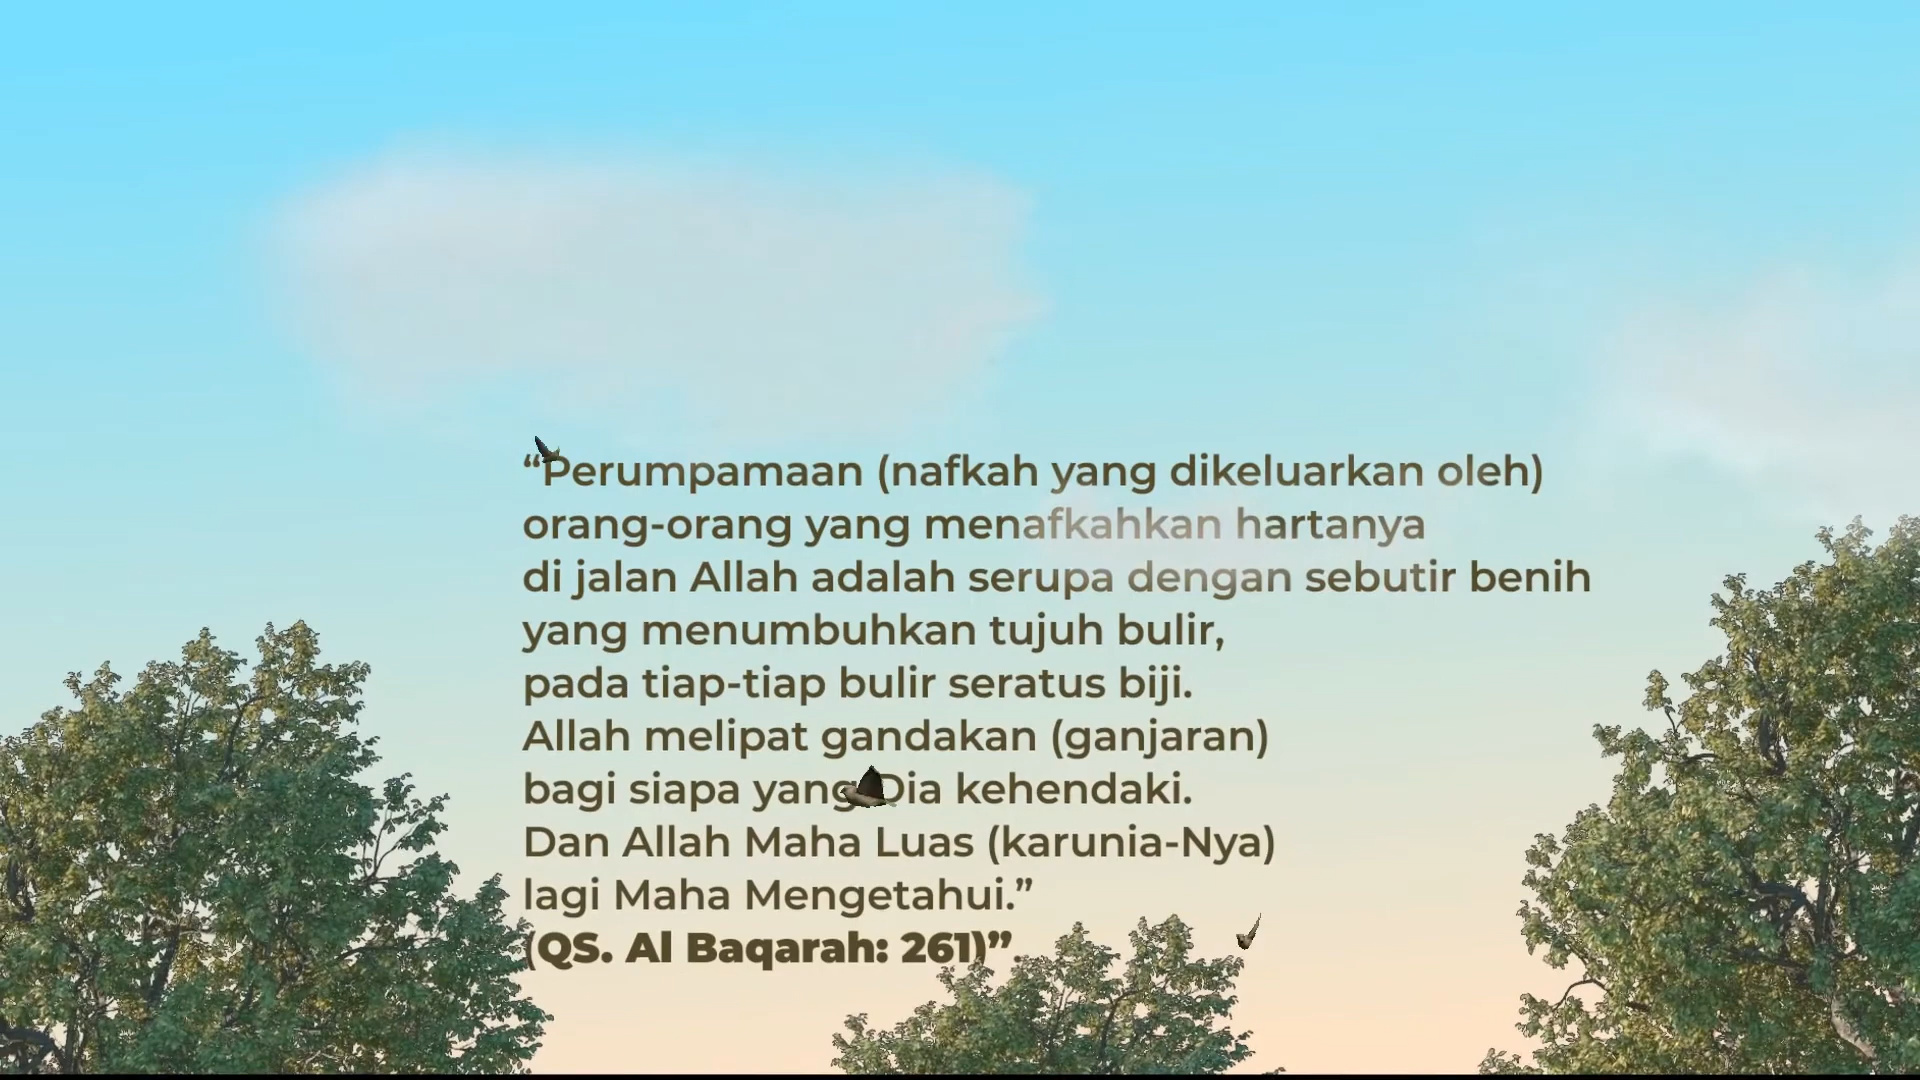 “Perumpamaan (nafkah yang dikeluarkan oleh)
orang-orang yang menafkahkan hartanya
di jalan Allah adalah serupa dengan sebutir benih
yang menumbuhkan tujuh bulir,
pada tiap-tiap bulir seratus biji.
Allah melipat gandakan (ganjaran)
bagi siapa yang Dia kehendaki.
Dan Allah Maha Luas (karunia-Nya)
lagi Maha Mengetahui.”
(QS. Al Baqarah: 261)”.